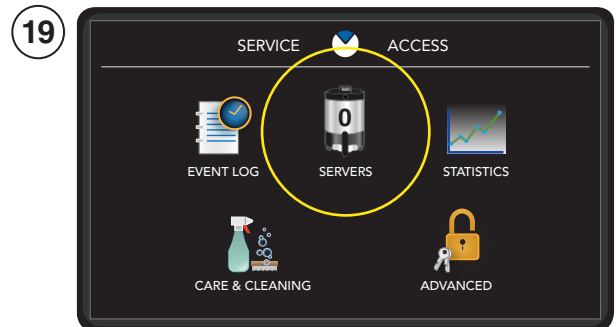 19
SERVICE ACCESS
0
EVENT LOG SERVERS STATISTICS
CARE & CLEANING ADVANCED